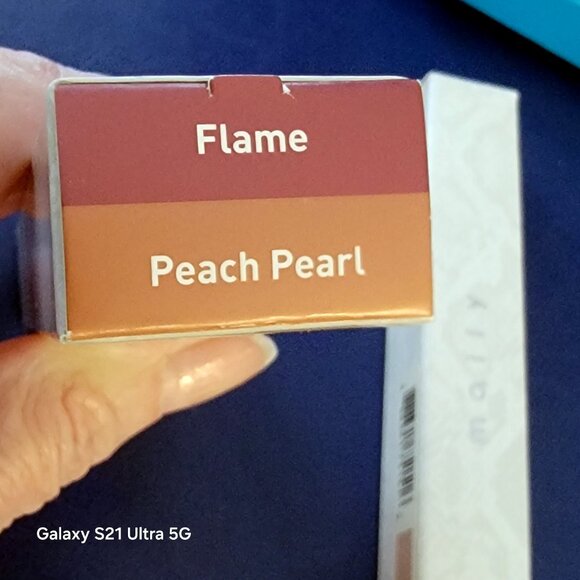 Flame
Peach Pearl
mally
Galaxy S21 Ultra 5G